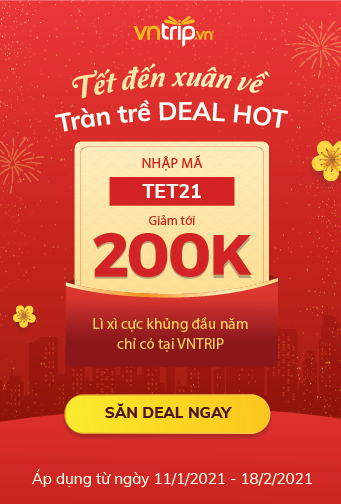 vntrip.vn
Tết đến xuân về
Tràn trề DEAL HOT
NHẬP MÃ
TET21
Giảm tới
200K
Lì xì cực khủng đầu năm
chỉ có tại VNTRIP
SĂN DEAL NGAY
Áp dụng từ ngày 11/1/2021 - 18/2/2021